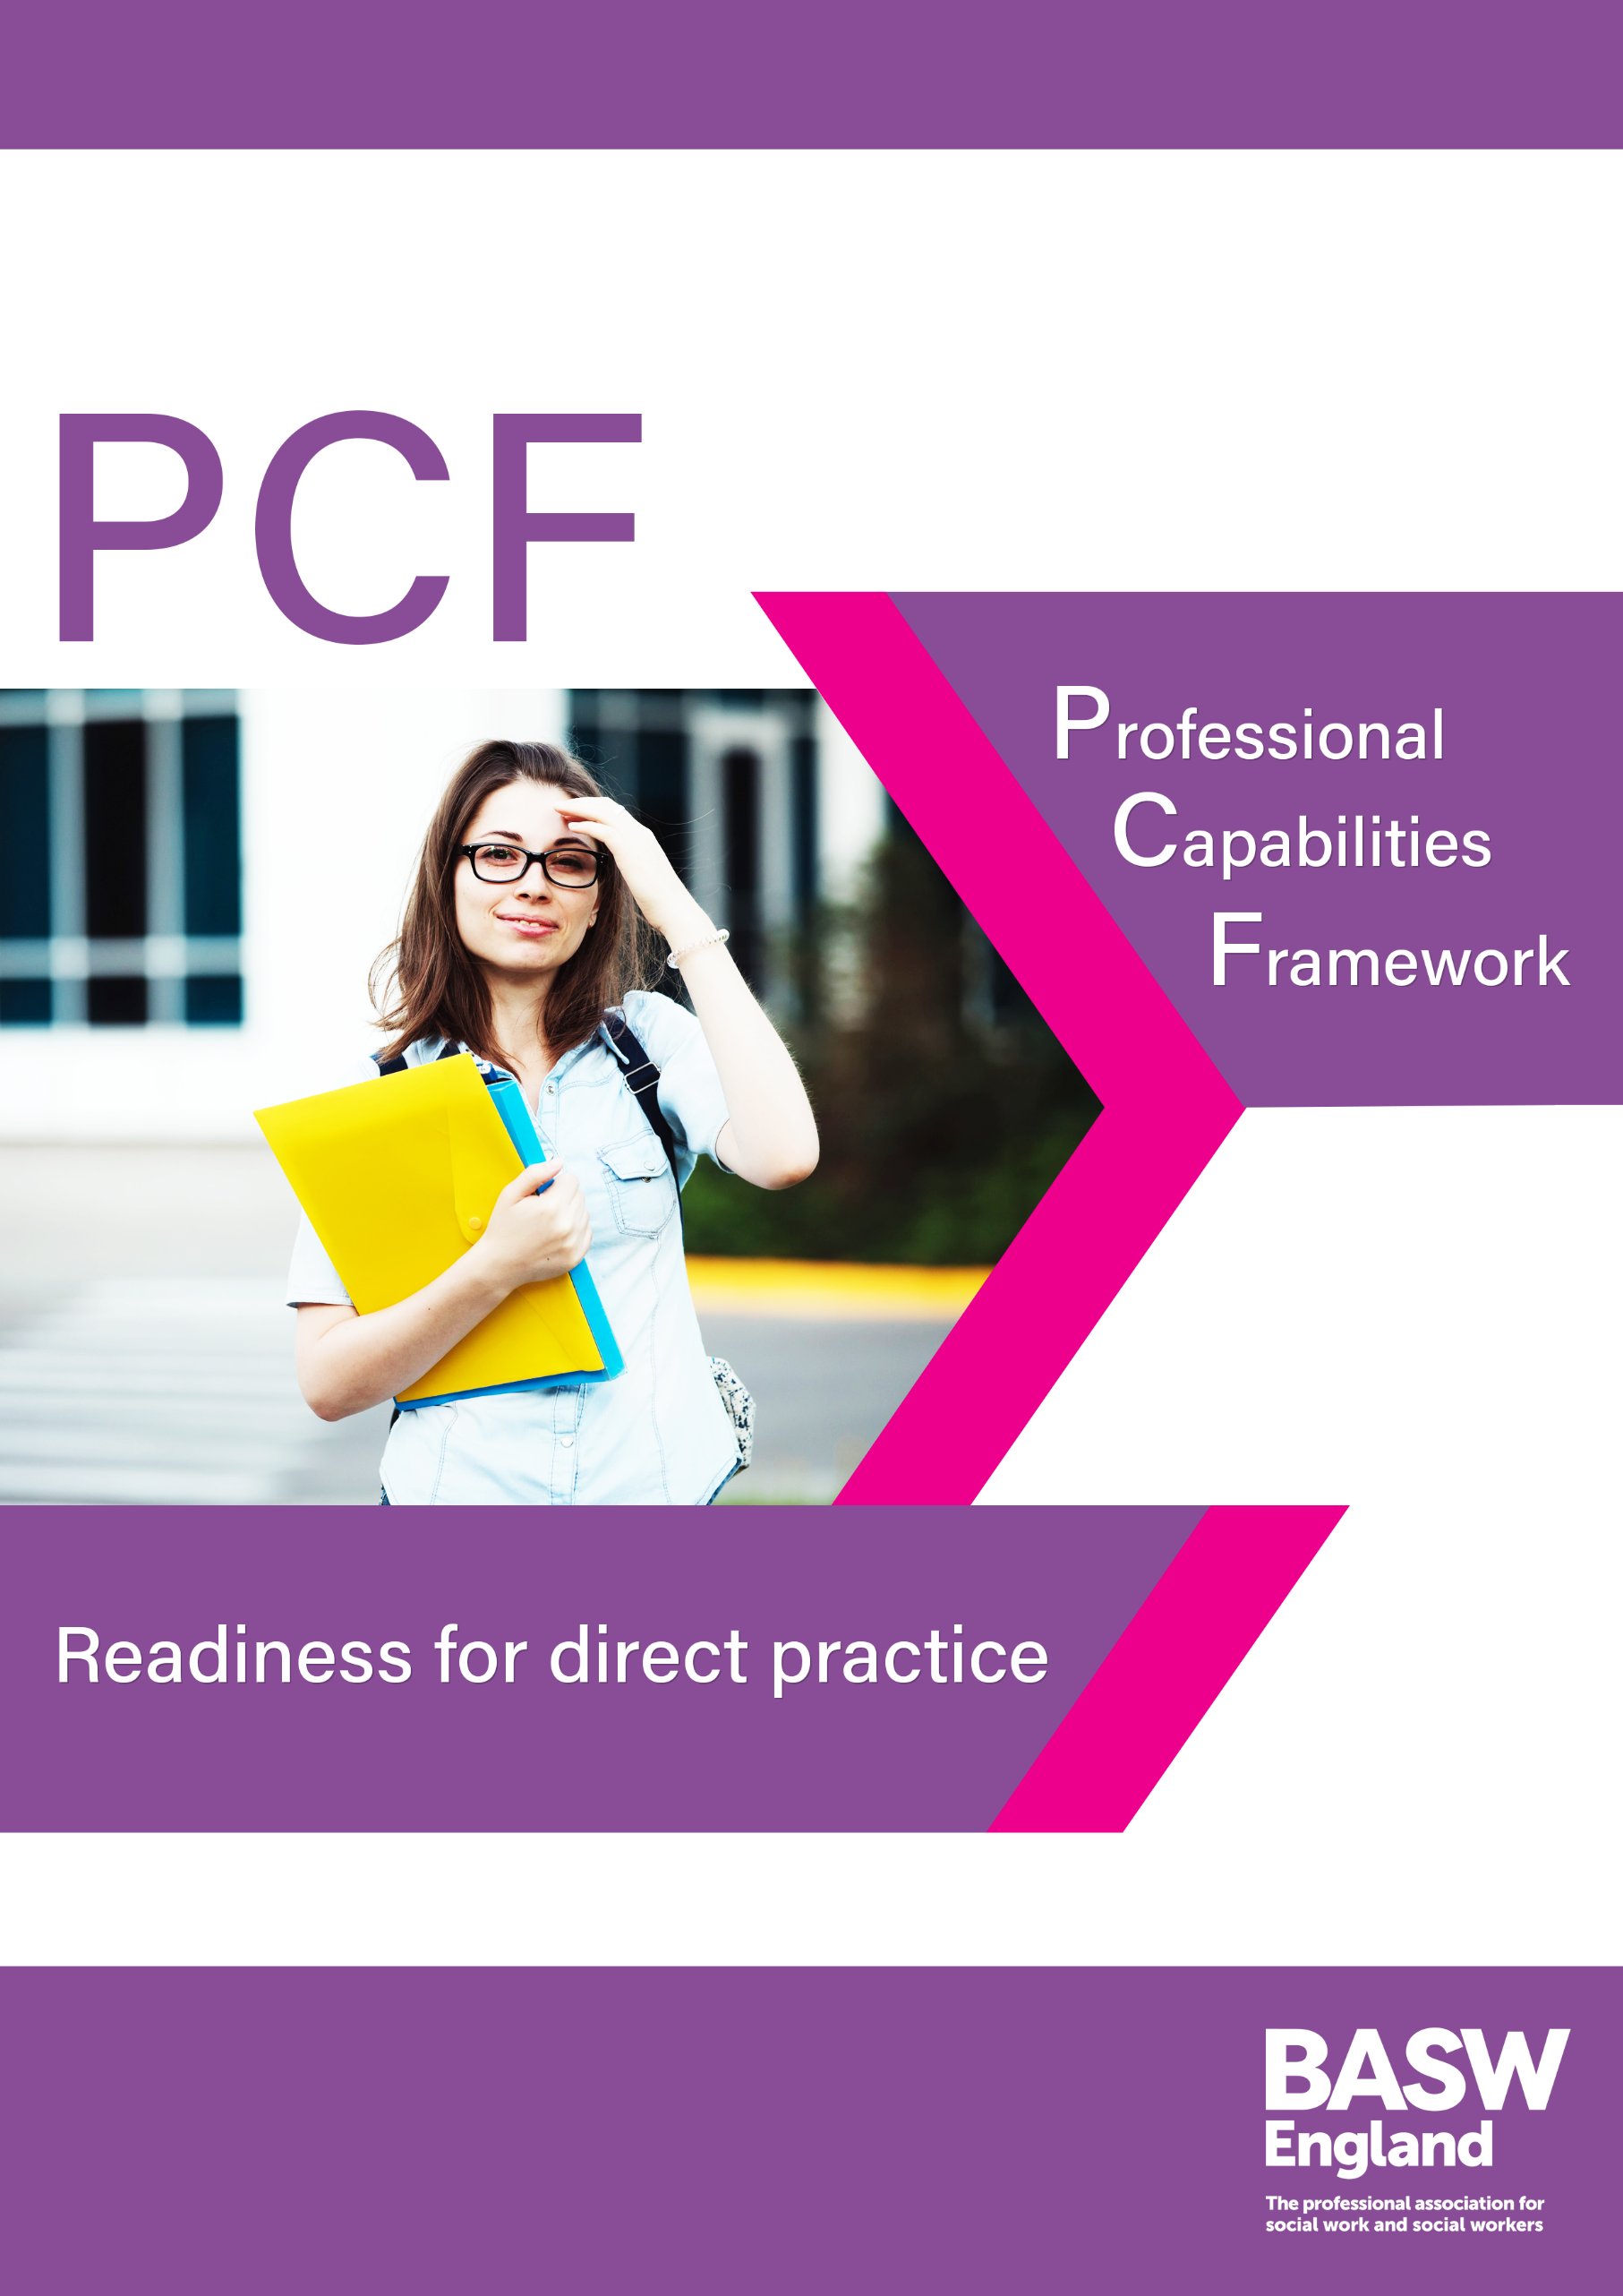 PCF
Professional
Capabilities
Framework
Readiness for direct practice
BASW
England
The professional association for
social work and social workers